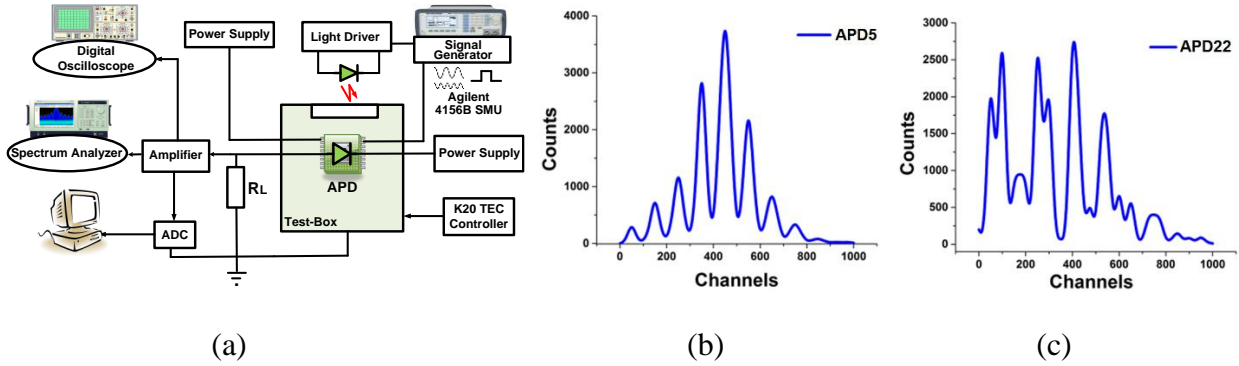 Digital
Oscilloscope
Power Supply
Light Driver
Signal
Generator
Agilent
4156B SMU
Spectrum Analyzer
Amplifier
RL
APD
Power Supply
ADC
Test-Box
K20 TEC
Controller
(a)
4000
3000
2000
1000
0
0 200 400 600 800 1000
Counts
Channels
APD5
(b)
3000
2500
2000
1500
1000
500
0
0 200 400 600 800 1000
Counts
Channels
APD22
(c)